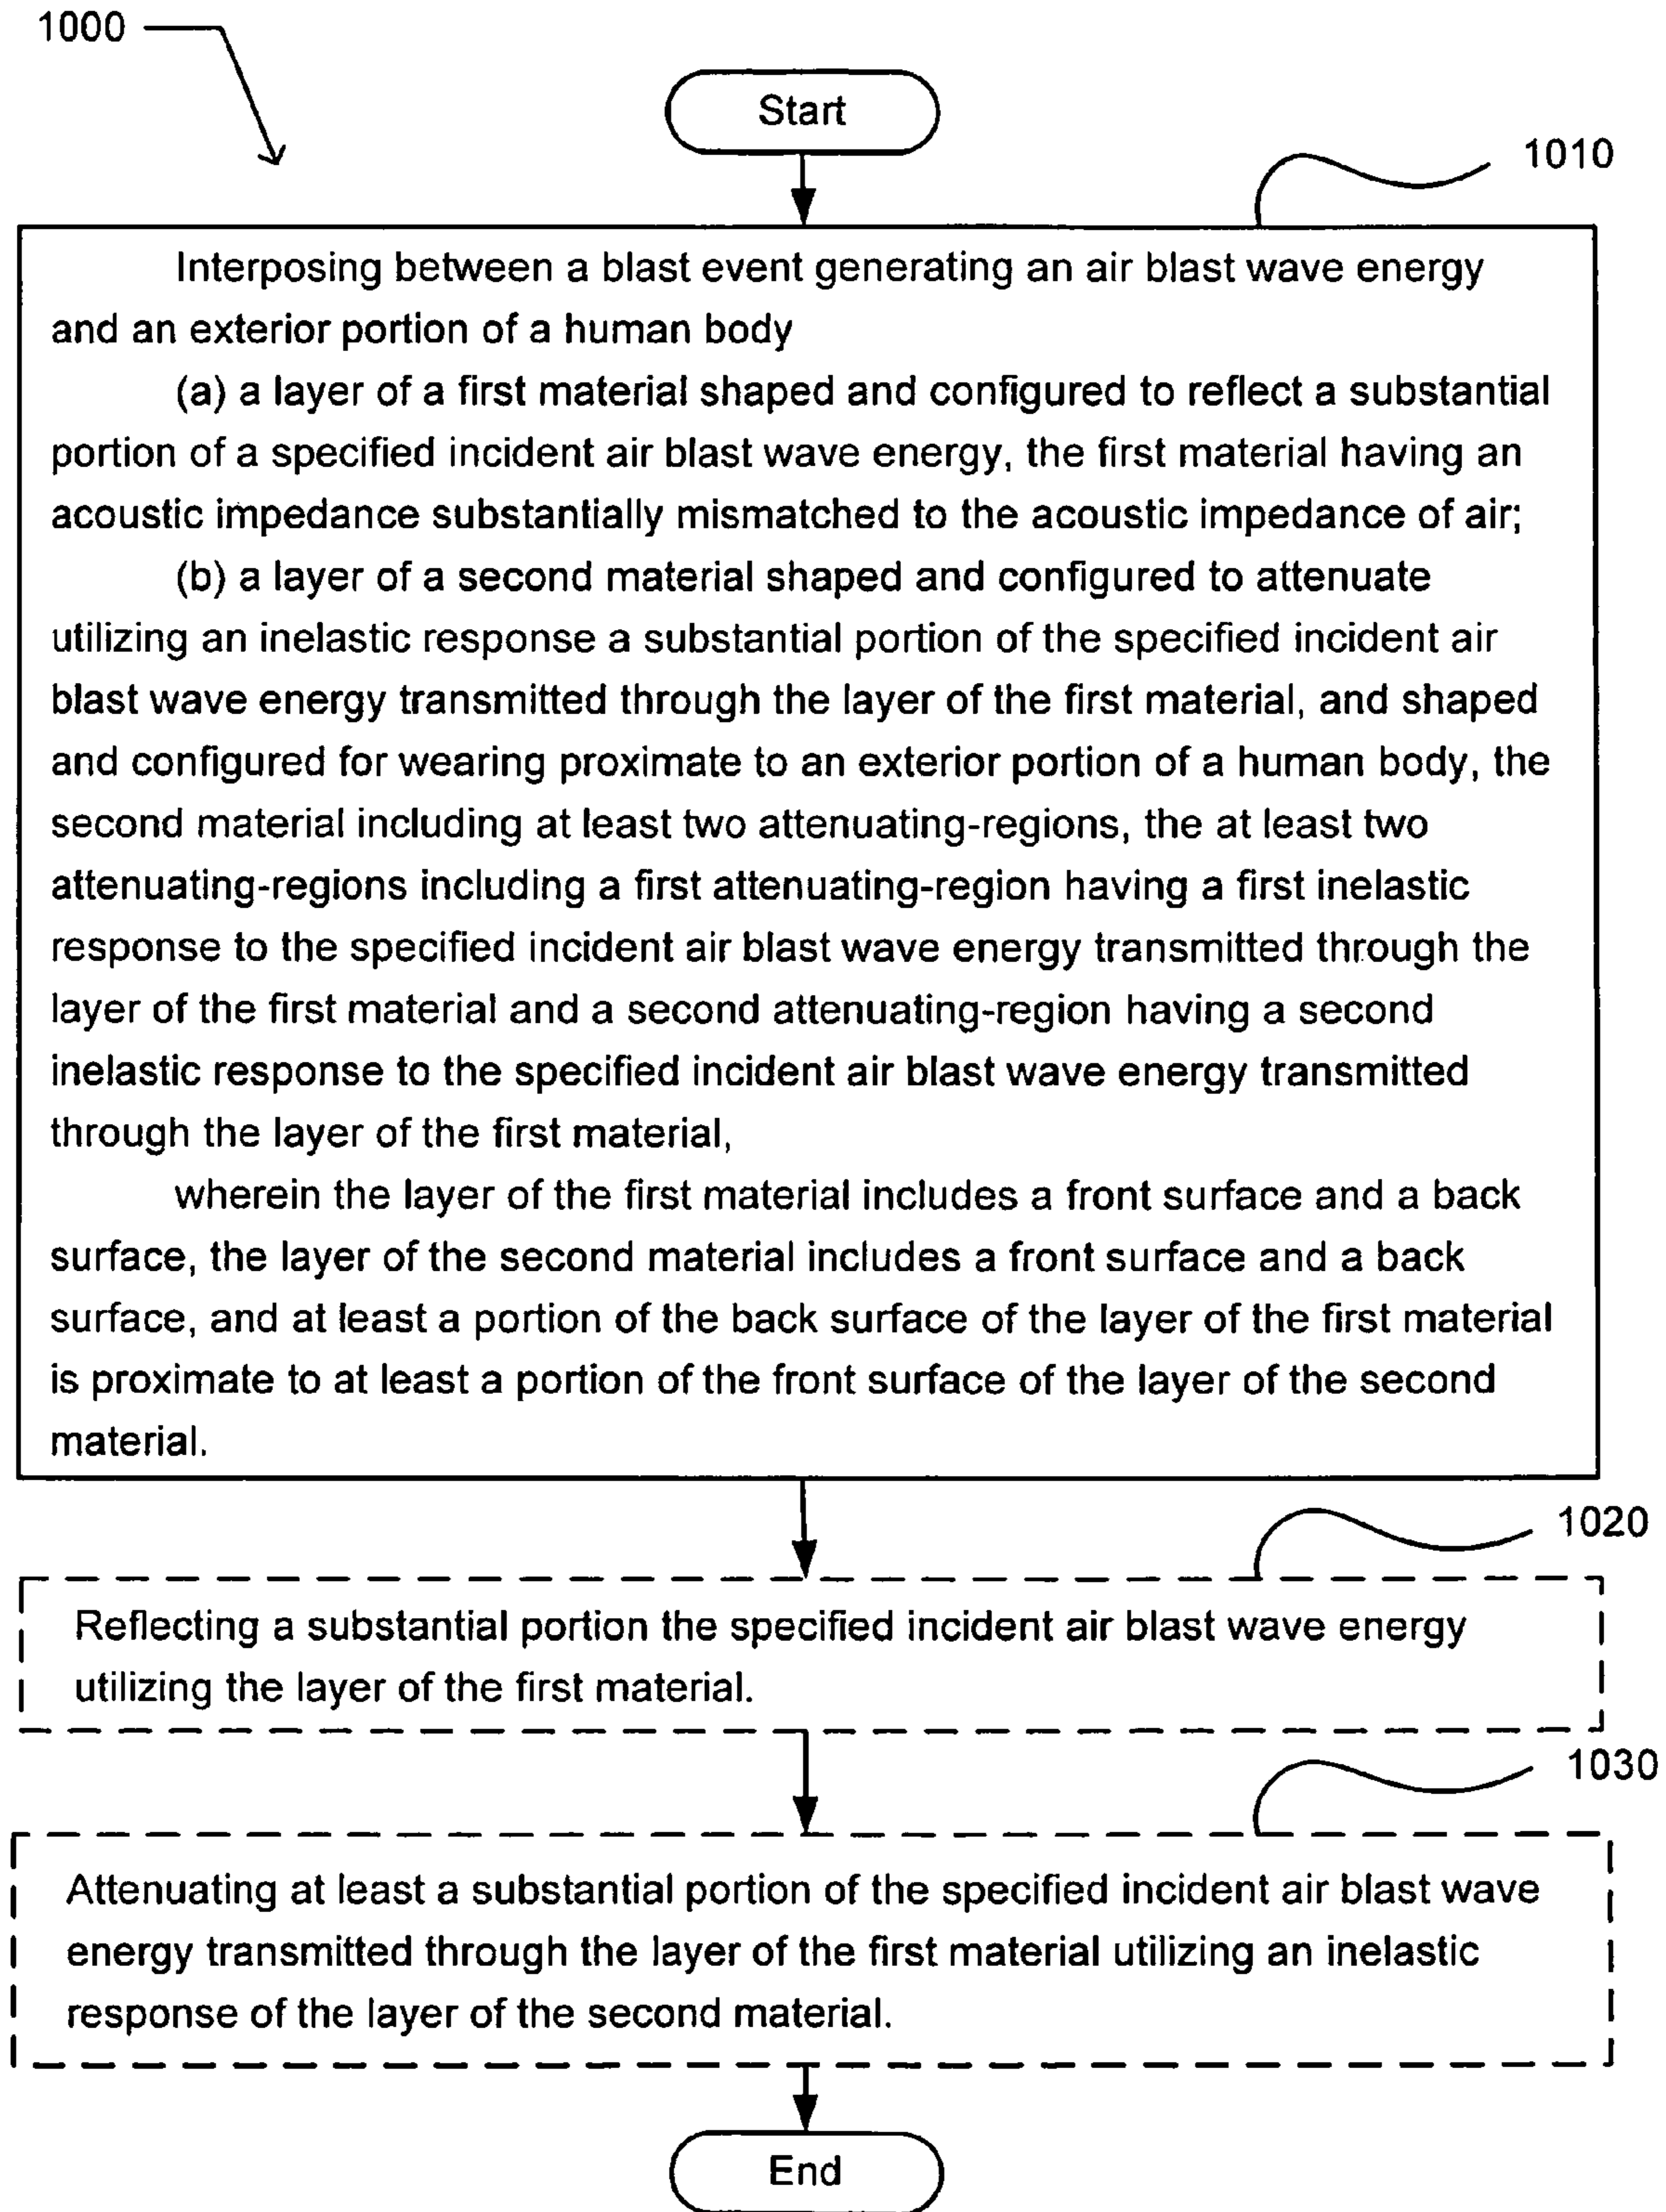 1000
Start
1010
Interposing between a blast event generating an air blast wave energy
and an exterior portion of a human body
(a) a layer of a first material shaped and configured to reflect a substantial
portion of a specified incident air blast wave energy, the first material having an
acoustic impedance substantially mismatched to the acoustic impedance of air;
(b) a layer of a second material shaped and configured to attenuate
utilizing an inelastic response a substantial portion of the specified incident air
blast wave energy transmitted through the layer of the first material, and shaped
and configured for wearing proximate to an exterior portion of a human body, the
second material including at least two attenuating-regions, the at least two
attenuating-regions including a first attenuating-region having a first inelastic
response to the specified incident air blast wave energy transmitted through the
layer of the first material and a second attenuating-region having a second
inelastic response to the specified incident air blast wave energy transmitted
through the layer of the first material,
wherein the layer of the first material includes a front surface and a back
surface, the layer of the second material includes a front surface and a back
surface, and at least a portion of the back surface of the layer of the first material
is proximate to at least a portion of the front surface of the layer of the second
material.
1020
Reflecting a substantial portion the specified incident air blast wave energy
utilizing the layer of the first material.
1030
Attenuating at least a substantial portion of the specified incident air blast wave
energy transmitted through the layer of the first material utilizing an inelastic
response of the layer of the second material.
End